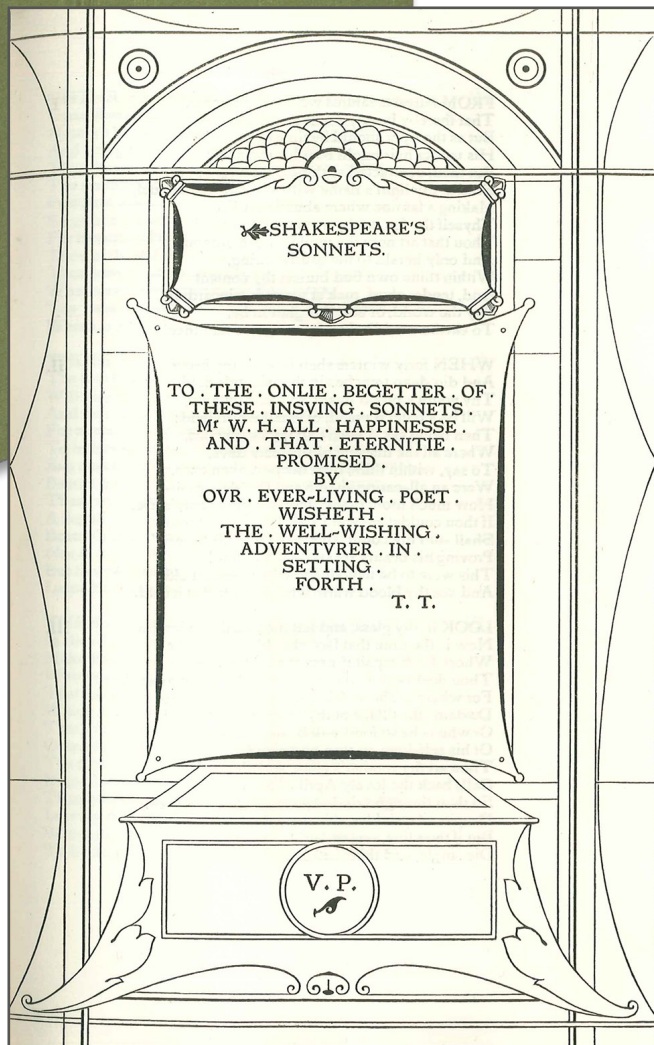 SHAKESPEARE'S
SONNETS.
TO . THE . ONLIE . BEGETTER . OF .
THESE . INSVING . SONNETS .
Mr W. H. ALL . HAPPINESSE .
AND . THAT . ETERNITIE .
PROMISED .
BY .
OVR . EVER-LIVING . POET .
WISHETH .
THE . WELL-WISHING .
ADVENTVRER . IN .
SETTING .
FORTH .
T. T.
V. P.